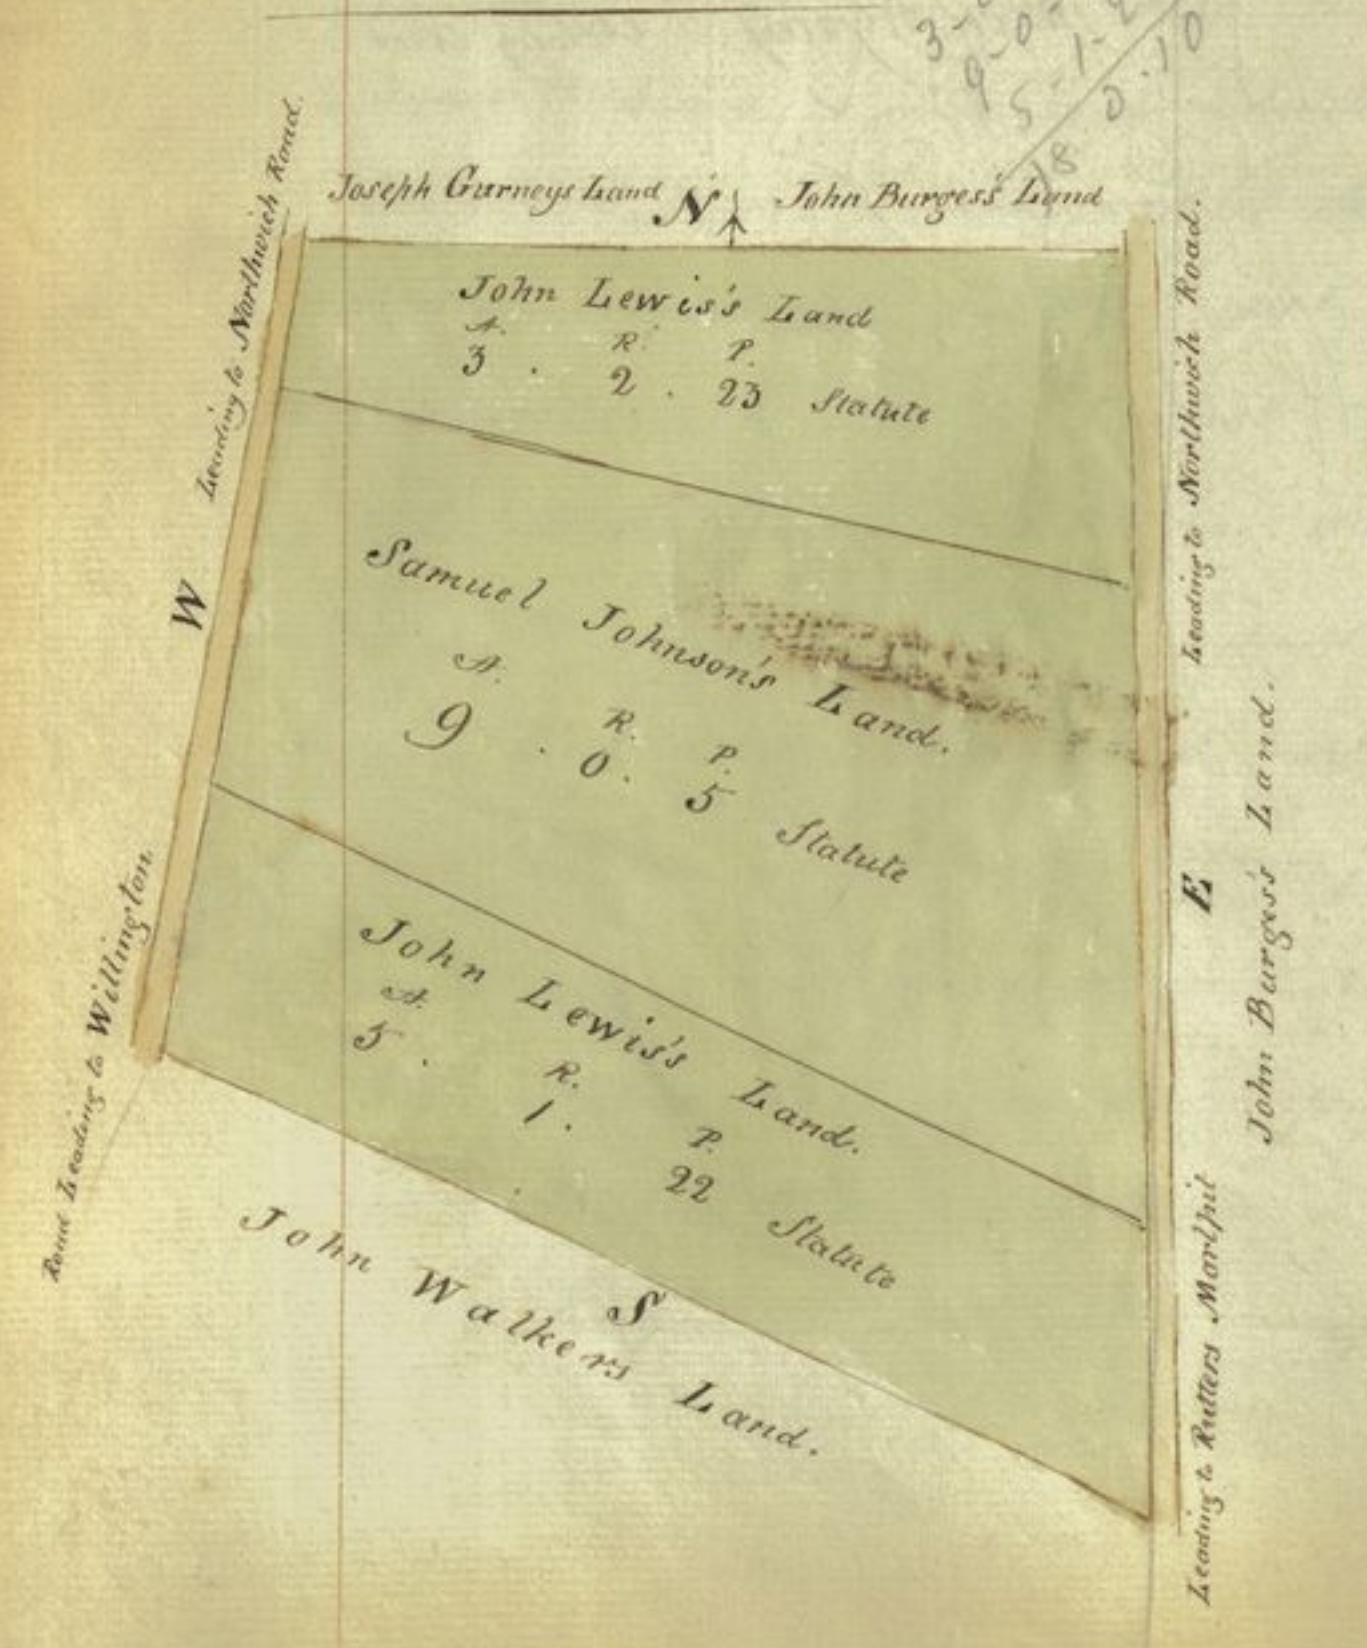 3-
9-0-
5-1-2
18 0.10
Joseph Gurneys Land N John Burgess's Land
John Lewis's Land
A. R. P.
3 . 2 . 23 Statute
Samuel Johnson's Land.
A. R. P.
9 . 0 . 5 Statute
John Lewis's Land.
A. R. P.
5 . 1 . 22 Statute
S
John Walkers Land.
Leading to Northwich Road.
W
Road Leading to Willington.
Leading to Northwich Road.
E
John Burgess's Land.
Leading to Rutters Marlpit